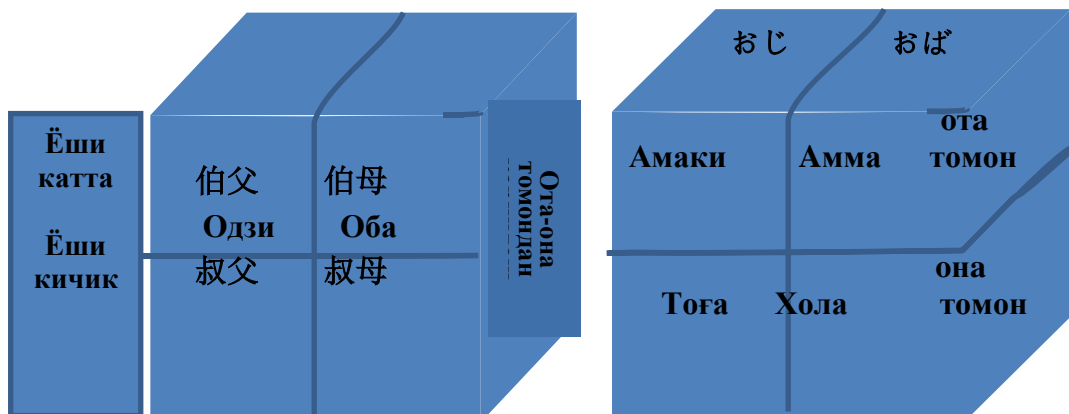 Ёши
катта
Ёши
кичик
伯父 伯母
Одзи Оба
叔父 叔母
Ота-она
томондан
おじ おば
ота
Амаки Амма томон
она
Тоға Хола томон